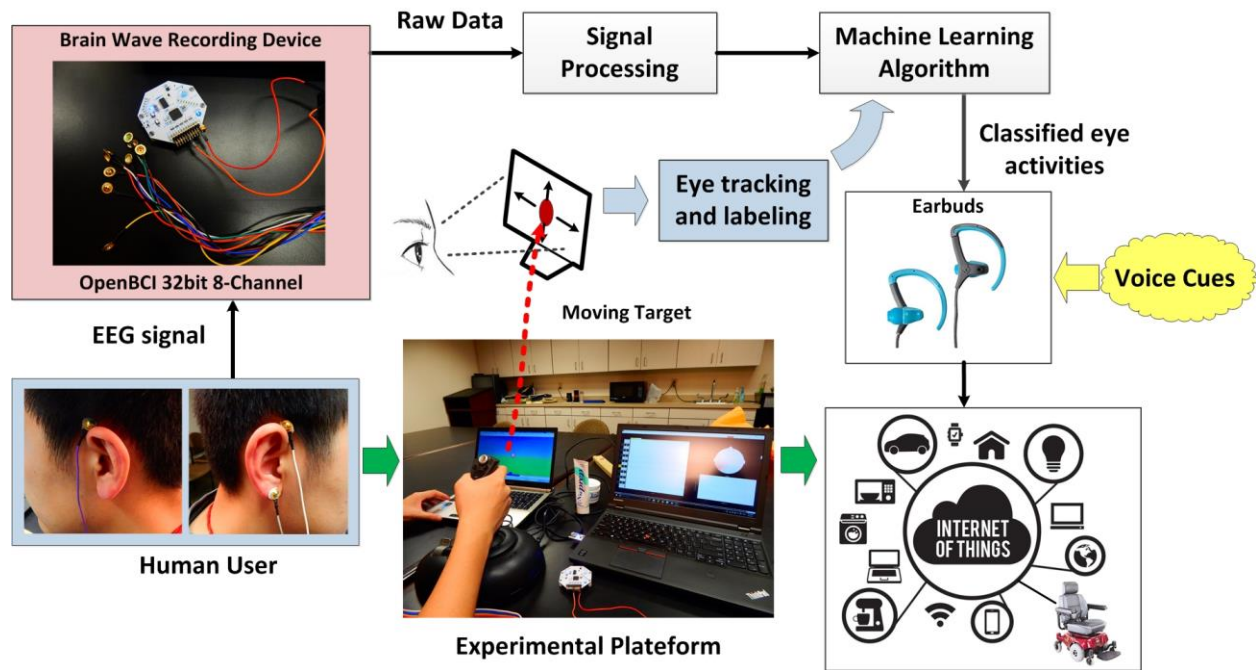 Brain Wave Recording Device
OpenBCI 32bit 8-Channel
Raw Data
Signal
Processing
Machine Learning
Algorithm
Classified eye
activities
Eye tracking
and labeling
Earbuds
Voice Cues
Moving Target
EEG signal
Human User
Experimental Plateform
INTERNET
OF THINGS